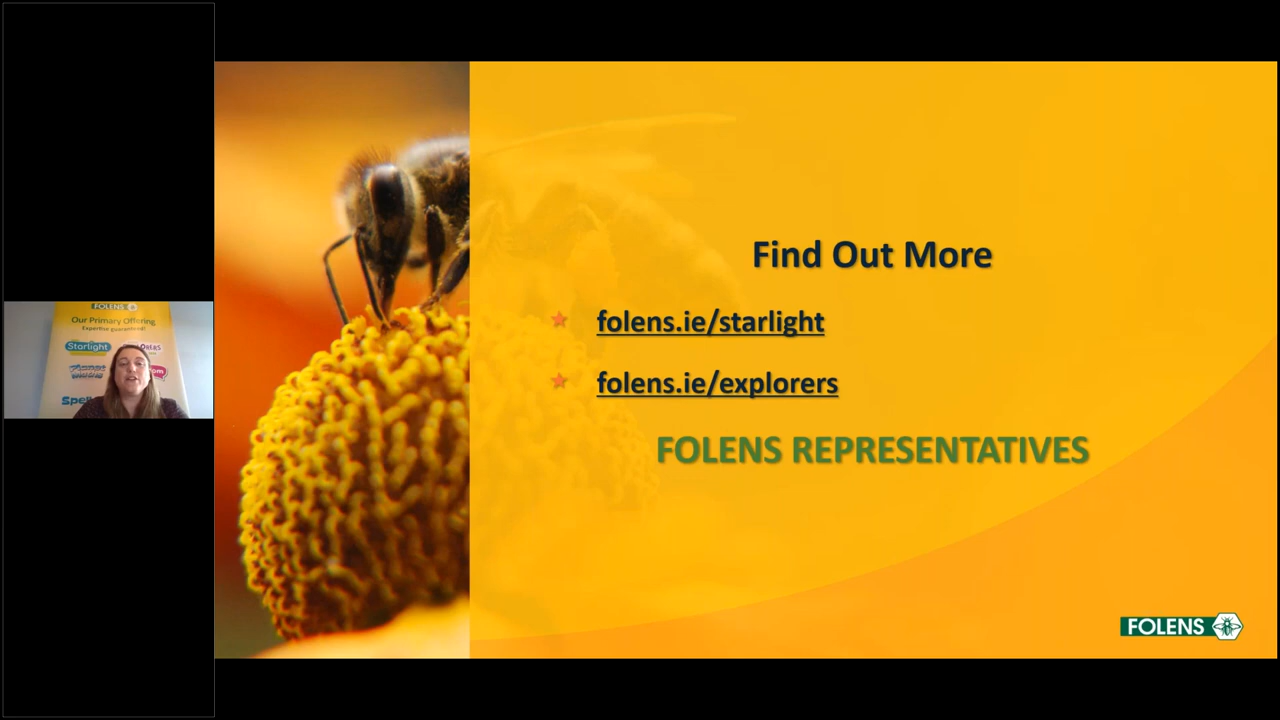 FOLENS
Our Primary Offering
Expertise guaranteed!
Starlight
Find Out More
folens.ie/starlight
folens.ie/explorers
FOLENS REPRESENTATIVES
FOLENS